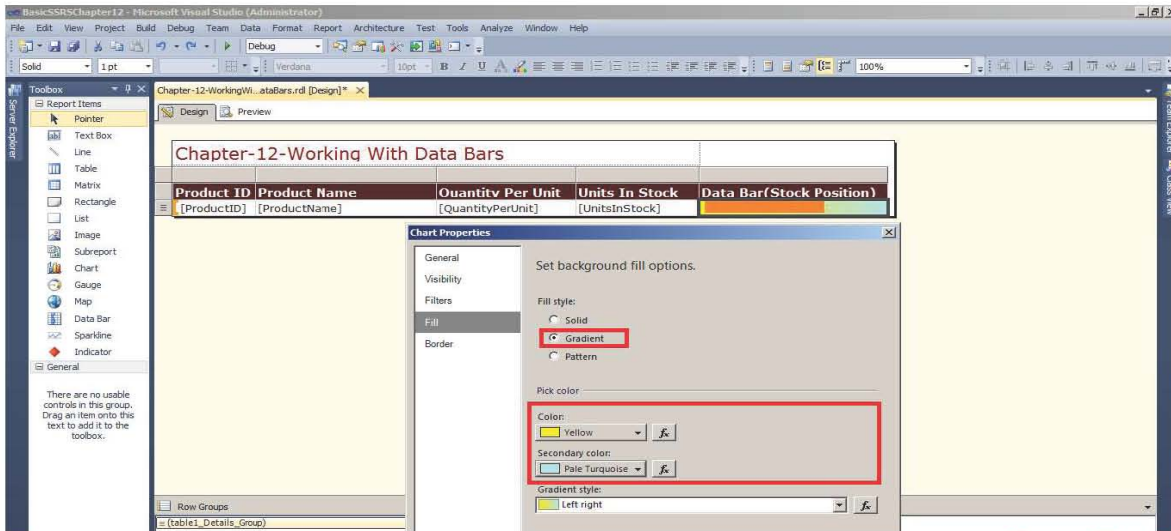 BasicSSRSChapter12 - Microsoft Visual Studio (Administrator)
File Edit View Project Build Debug Team Data Format Report Architecture Test Tools Analyze Window Help
Debug
Solid 1 pt Verdana 10pt B I U A 100%
Toolbox
Server Explorer
Report Items
Pointer
Text Box
Line
Table
Matrix
Rectangle
List
Image
Subreport
Chart
Gauge
Map
Data Bar
Sparkline
Indicator
General
There are no usable
controls in this group.
Drag an item onto this
text to add it to the
toolbox.
Chapter-12-WorkingWi...ataBars.rdl [Design]*
Design Preview
Chapter-12-Working With Data Bars
Product ID Product Name Quantity Per Unit Units In Stock Data Bar(Stock Position)
[ProductID] [ProductName] [QuantityPerUnit] [UnitsInStock]
Chart Properties
General
Visibility
Filters
Fill
Border
Set background fill options.
Fill style:
Solid
Gradient
Pattern
Pick color
Color:
Yellow fx
Secondary color:
Pale Turquoise fx
Gradient style:
Left right fx
Row Groups
(table1_Details_Group)
Team Explorer
Class View